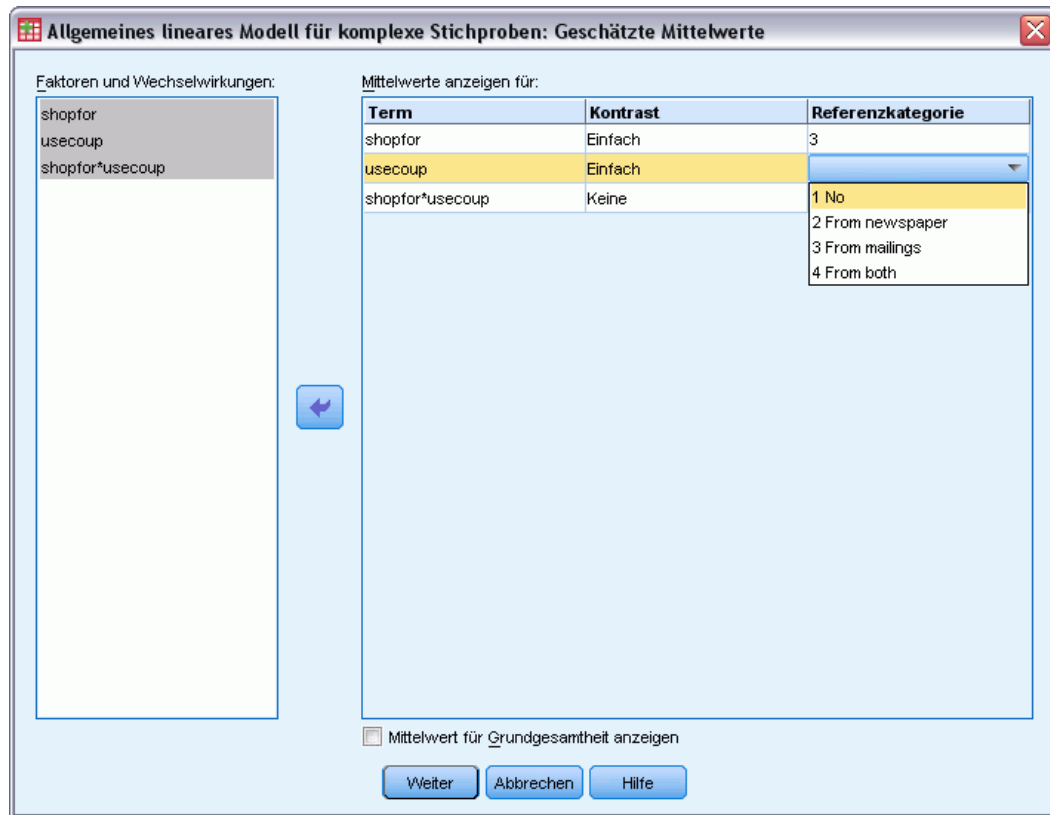 Allgemeines lineares Modell für komplexe Stichproben: Geschätzte Mittelwerte
Faktoren und Wechselwirkungen:
shopfor
usecoup
shopfor*usecoup
Mittelwerte anzeigen für:
Term Kontrast Referenzkategorie
shopfor Einfach 3
usecoup Einfach
shopfor*usecoup Keine
1 No
2 From newspaper
3 From mailings
4 From both
Mittelwert für Grundgesamtheit anzeigen
Weiter Abbrechen Hilfe